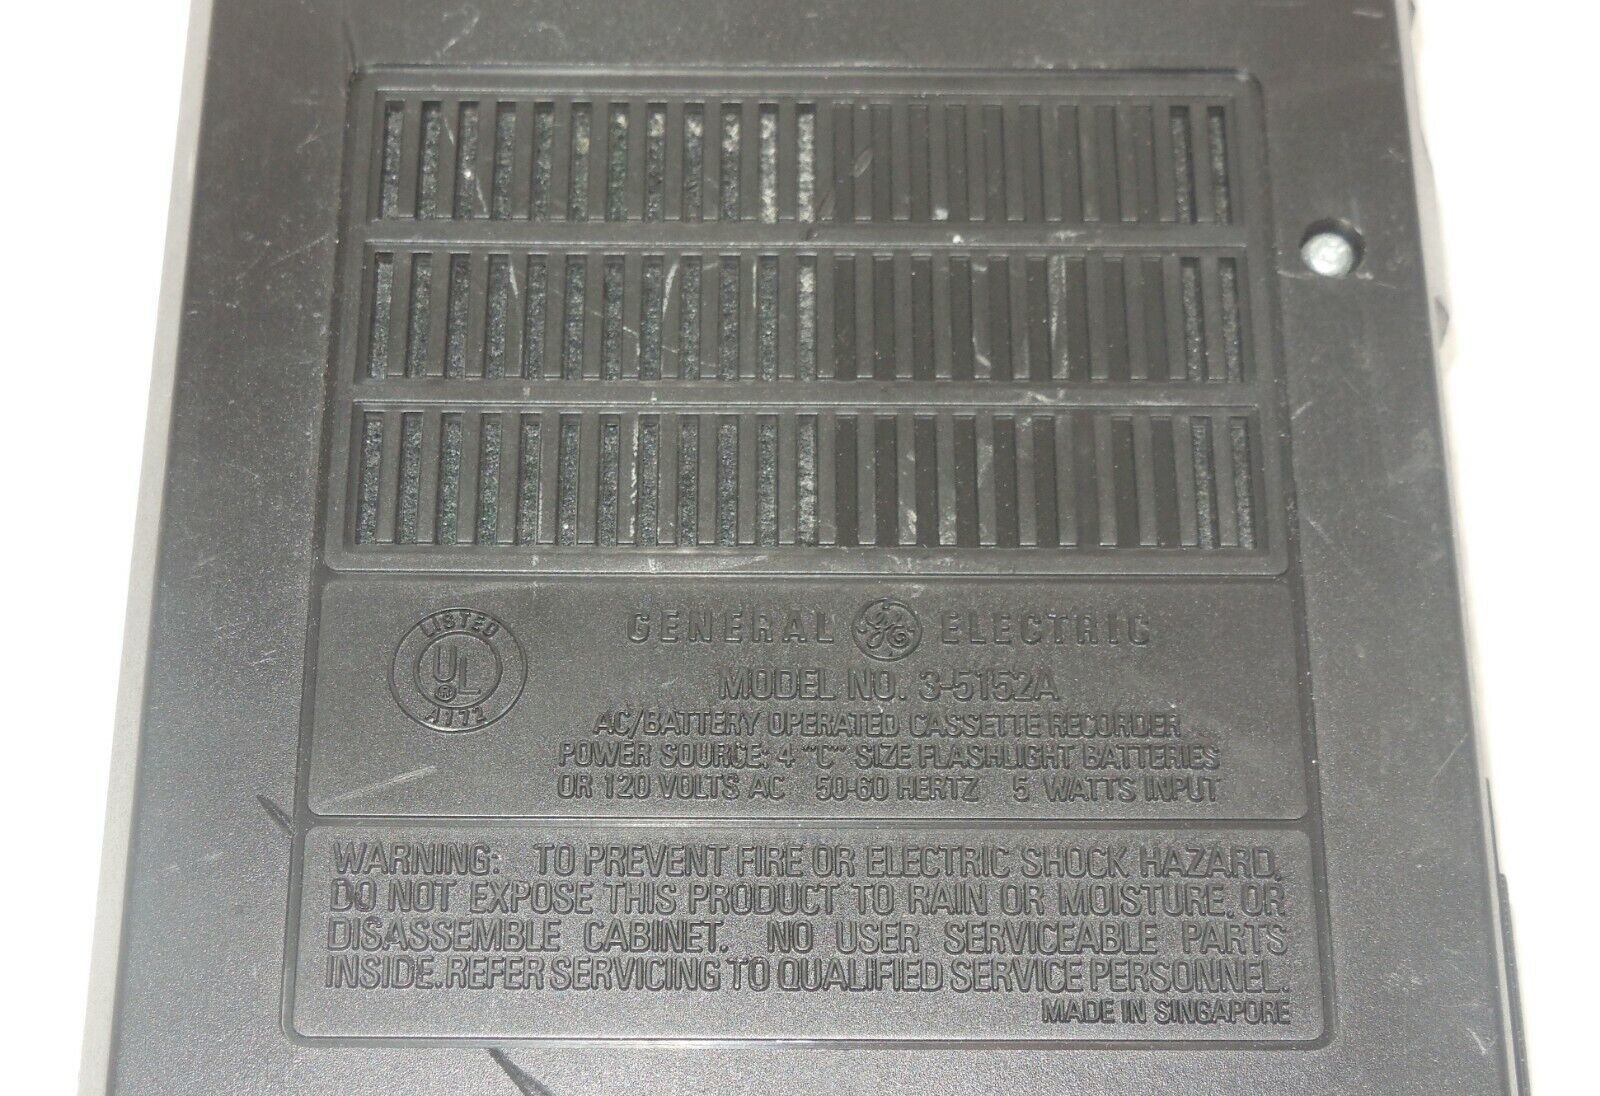 LISTED
UL
®
A772
GENERAL GE ELECTRIC
MODEL NO. 3-5152A
AC/BATTERY OPERATED CASSETTE RECORDER
POWER SOURCE; 4 "C" SIZE FLASHLIGHT BATTERIES
OR 120 VOLTS AC 50-60 HERTZ 5 WATTS INPUT
WARNING: TO PREVENT FIRE OR ELECTRIC SHOCK HAZARD,
DO NOT EXPOSE THIS PRODUCT TO RAIN OR MOISTURE, OR
DISASSEMBLE CABINET. NO USER SERVICEABLE PARTS
INSIDE. REFER SERVICING TO QUALIFIED SERVICE PERSONNEL.
MADE IN SINGAPORE